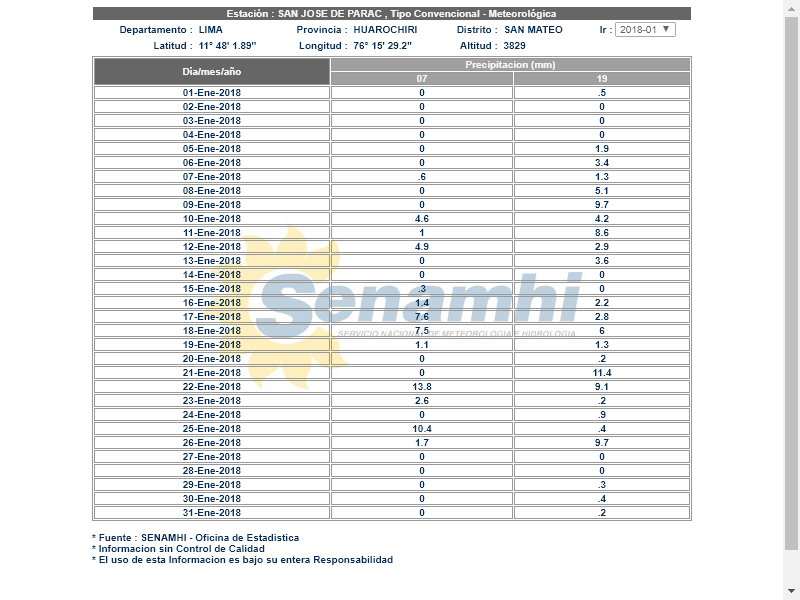 Estación : SAN JOSE DE PARAC , Tipo Convencional - Meteorológica
Departamento : LIMA Provincia : HUAROCHIRI Distrito : SAN MATEO Ir : 2018-01
Latitud : 11° 48' 1.89" Longitud : 76° 15' 29.2" Altitud : 3829
Dia/mes/año Precipitacion (mm)
07 19
01-Ene-2018 0 .5
02-Ene-2018 0 0
03-Ene-2018 0 0
04-Ene-2018 0 0
05-Ene-2018 0 1.9
06-Ene-2018 0 3.4
07-Ene-2018 .6 1.3
08-Ene-2018 0 5.1
09-Ene-2018 0 9.7
10-Ene-2018 4.6 4.2
11-Ene-2018 1 8.6
12-Ene-2018 4.9 2.9
13-Ene-2018 0 3.6
14-Ene-2018 0 0
15-Ene-2018 .3 0
Senamhi
16-Ene-2018 1.4 2.2
17-Ene-2018 7.6 2.8
18-Ene-2018 7.5 6
SERVICIO NACIONAL DE METEOROLOGIA E HIDROLOGIA
19-Ene-2018 1.1 1.3
20-Ene-2018 0 .2
21-Ene-2018 0 11.4
22-Ene-2018 13.8 9.1
23-Ene-2018 2.6 .2
24-Ene-2018 0 .9
25-Ene-2018 10.4 .4
26-Ene-2018 1.7 9.7
27-Ene-2018 0 0
28-Ene-2018 0 0
29-Ene-2018 0 .3
30-Ene-2018 0 .4
31-Ene-2018 0 .2
* Fuente : SENAMHI - Oficina de Estadistica
* Informacion sin Control de Calidad
* El uso de esta Informacion es bajo su entera Responsabilidad